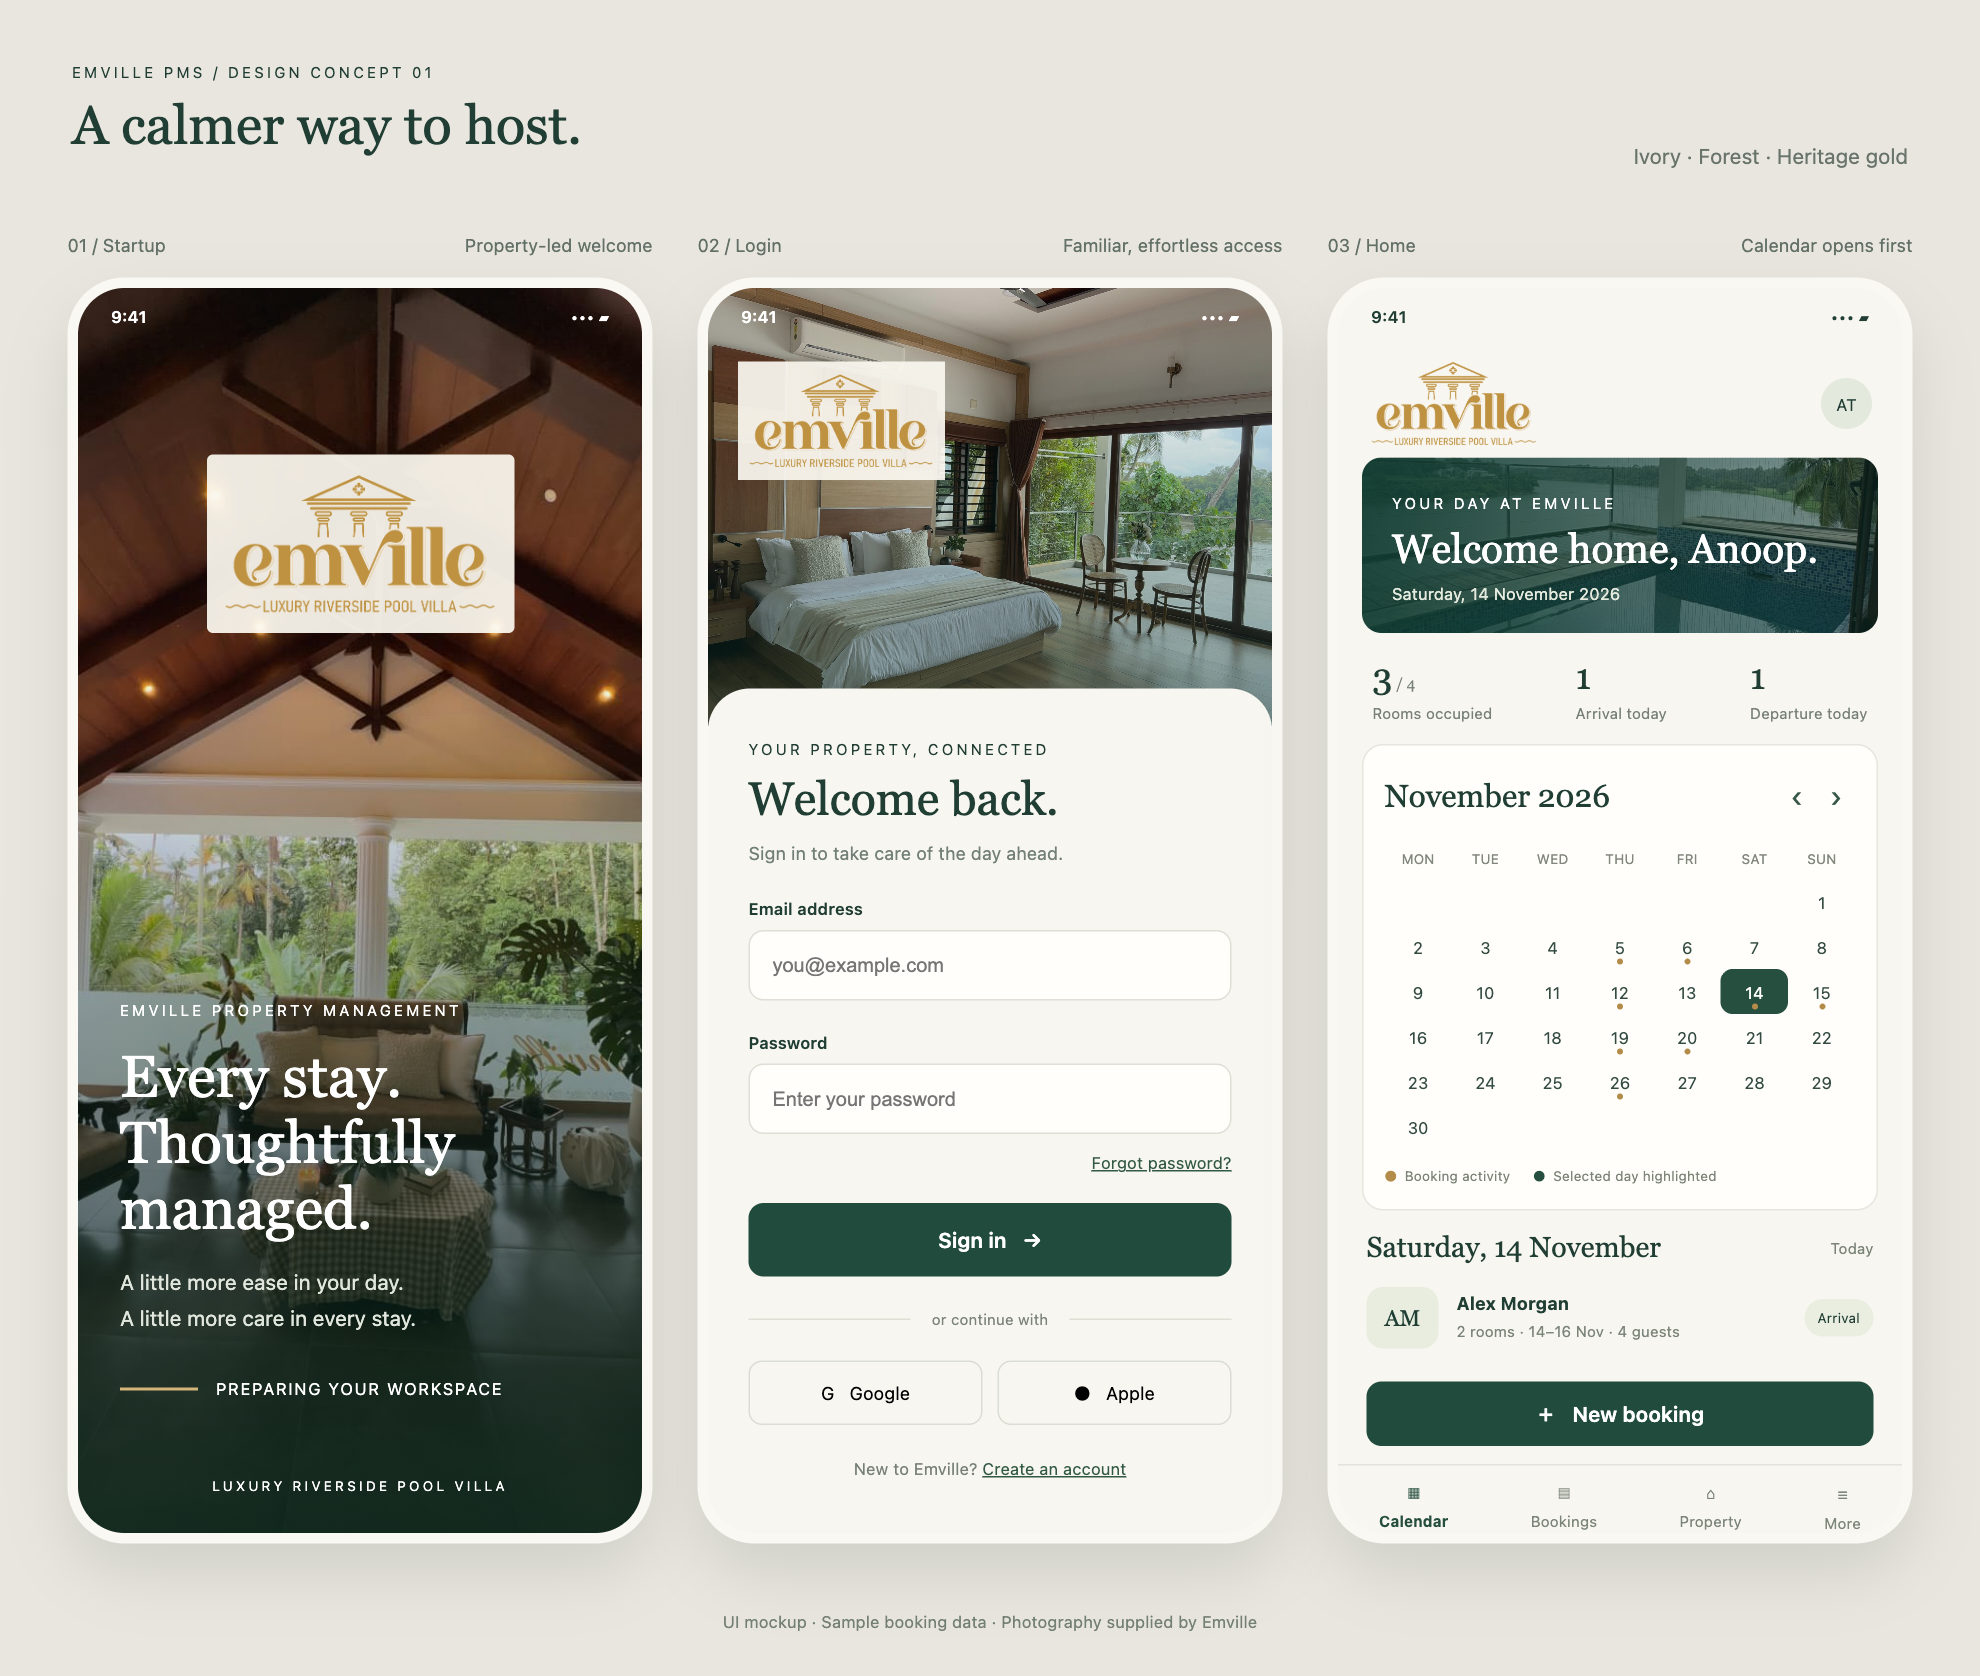 EMVILLE PMS / DESIGN CONCEPT 01
A calmer way to host.
Ivory · Forest · Heritage gold
01 / Startup
Property-led welcome
9:41
emville
LUXURY RIVERSIDE POOL VILLA
EMVILLE PROPERTY MANAGEMENT
Every stay.
Thoughtfully
managed.
A little more ease in your day.
A little more care in every stay.
PREPARING YOUR WORKSPACE
LUXURY RIVERSIDE POOL VILLA
02 / Login
Familiar, effortless access
9:41
emville
LUXURY RIVERSIDE POOL VILLA
YOUR PROPERTY, CONNECTED
Welcome back.
Sign in to take care of the day ahead.
Email address
you@example.com
Password
Enter your password
Forgot password?
Sign in →
or continue with
G Google
Apple
New to Emville? Create an account
03 / Home
Calendar opens first
9:41
emville
LUXURY RIVERSIDE POOL VILLA
AT
YOUR DAY AT EMVILLE
Welcome home, Anoop.
Saturday, 14 November 2026
3 / 4
Rooms occupied
1
Arrival today
1
Departure today
November 2026 ‹ ›
MON TUE WED THU FRI SAT SUN
1
2 3 4 5 6 7 8
9 10 11 12 13 14 15
16 17 18 19 20 21 22
23 24 25 26 27 28 29
30
Booking activity
Selected day highlighted
Saturday, 14 November
Today
AM
Alex Morgan
2 rooms · 14–16 Nov · 4 guests
Arrival
+ New booking
Calendar
Bookings
Property
More
UI mockup · Sample booking data · Photography supplied by Emville